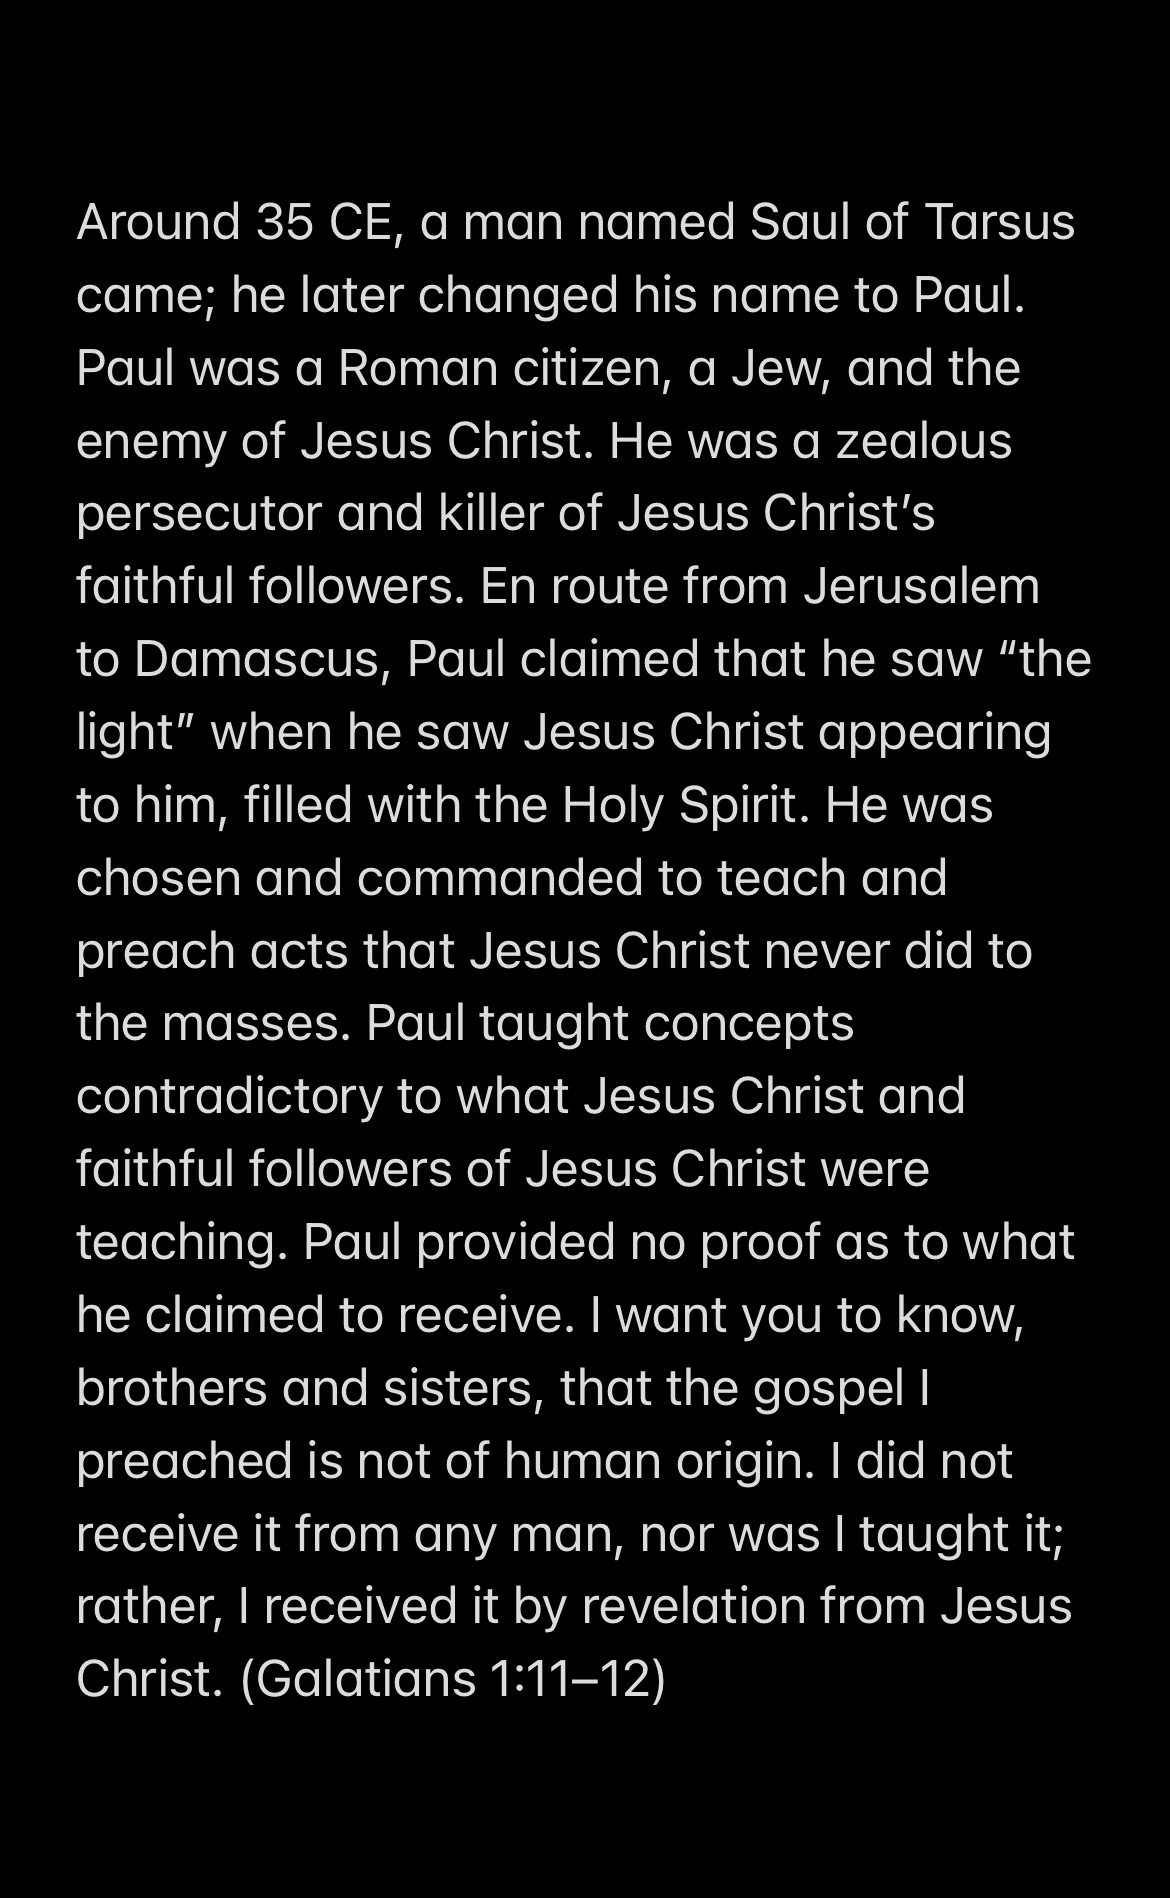 Around 35 CE, a man named Saul of Tarsus
came; he later changed his name to Paul.
Paul was a Roman citizen, a Jew, and the
enemy of Jesus Christ. He was a zealous
persecutor and killer of Jesus Christ’s
faithful followers. En route from Jerusalem
to Damascus, Paul claimed that he saw “the
light” when he saw Jesus Christ appearing
to him, filled with the Holy Spirit. He was
chosen and commanded to teach and
preach acts that Jesus Christ never did to
the masses. Paul taught concepts
contradictory to what Jesus Christ and
faithful followers of Jesus Christ were
teaching. Paul provided no proof as to what
he claimed to receive. I want you to know,
brothers and sisters, that the gospel I
preached is not of human origin. I did not
receive it from any man, nor was I taught it;
rather, I received it by revelation from Jesus
Christ. (Galatians 1:11–12)